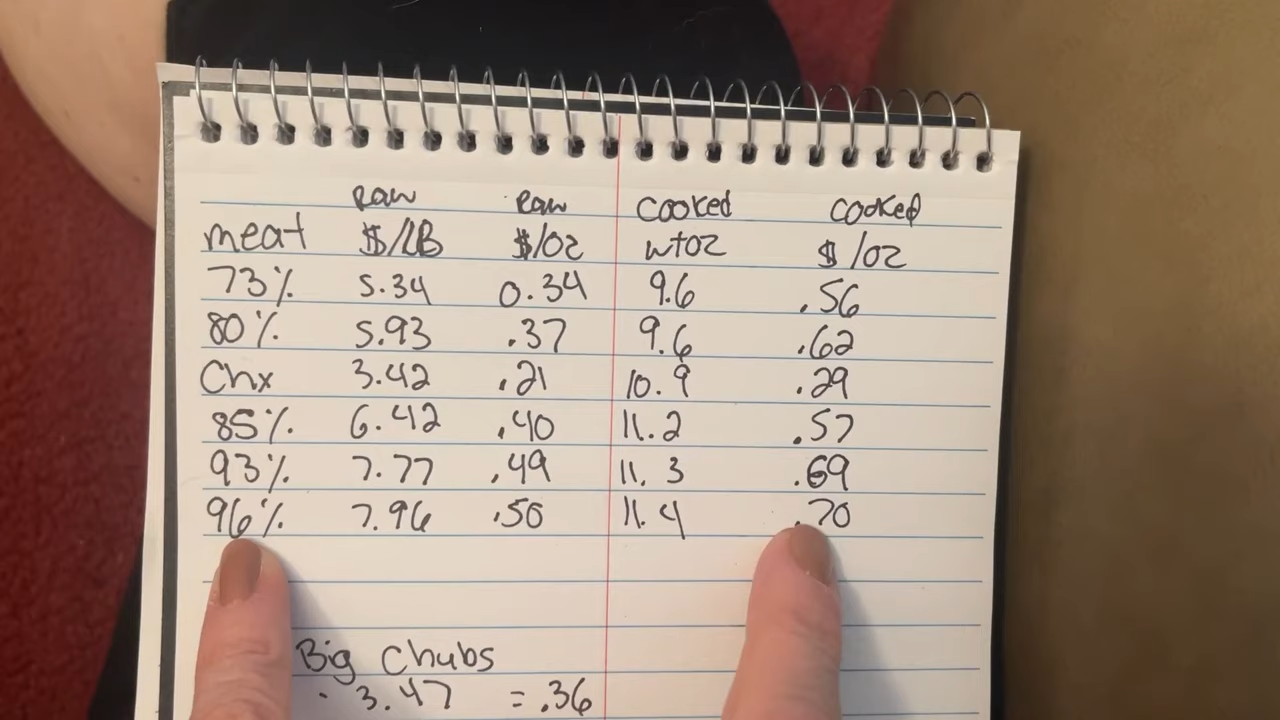 Raw Raw Cooked Cooked
meat $/LB $/oz wtoz $/oz
73% 5.34 0.34 9.6 .56
80% 5.93 .37 9.6 .62
Chx 3.42 .21 10.9 .29
85% 6.42 .40 11.2 .57
93% 7.77 .49 11.3 .69
96% 7.96 .50 11.4 .70
Big Chubs
3.47 = .36